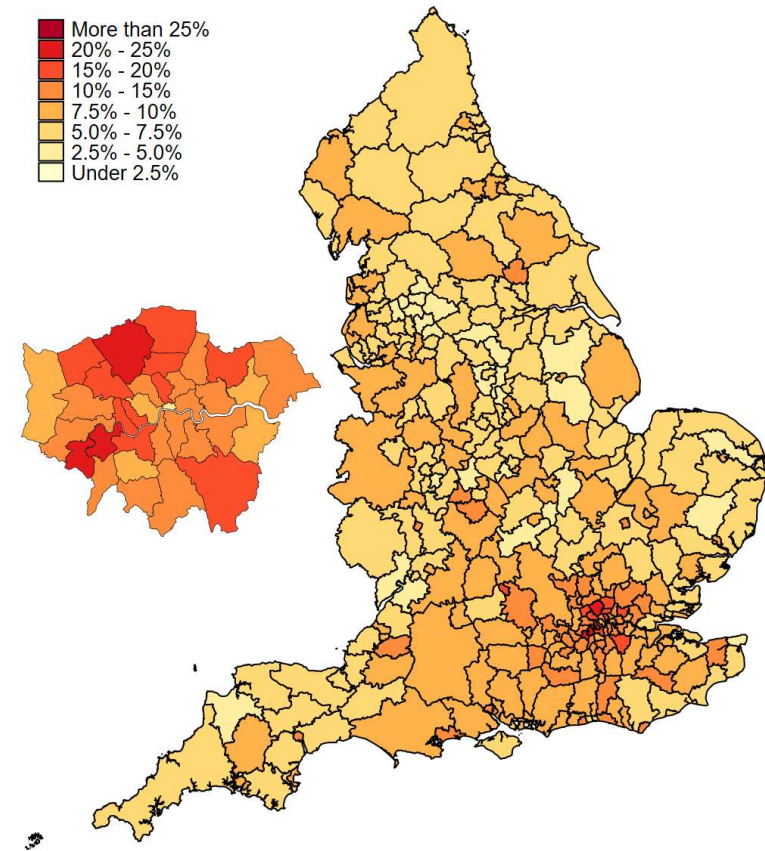 More than 25%
20% - 25%
15% - 20%
10% - 15%
7.5% - 10%
5.0% - 7.5%
2.5% - 5.0%
Under 2.5%